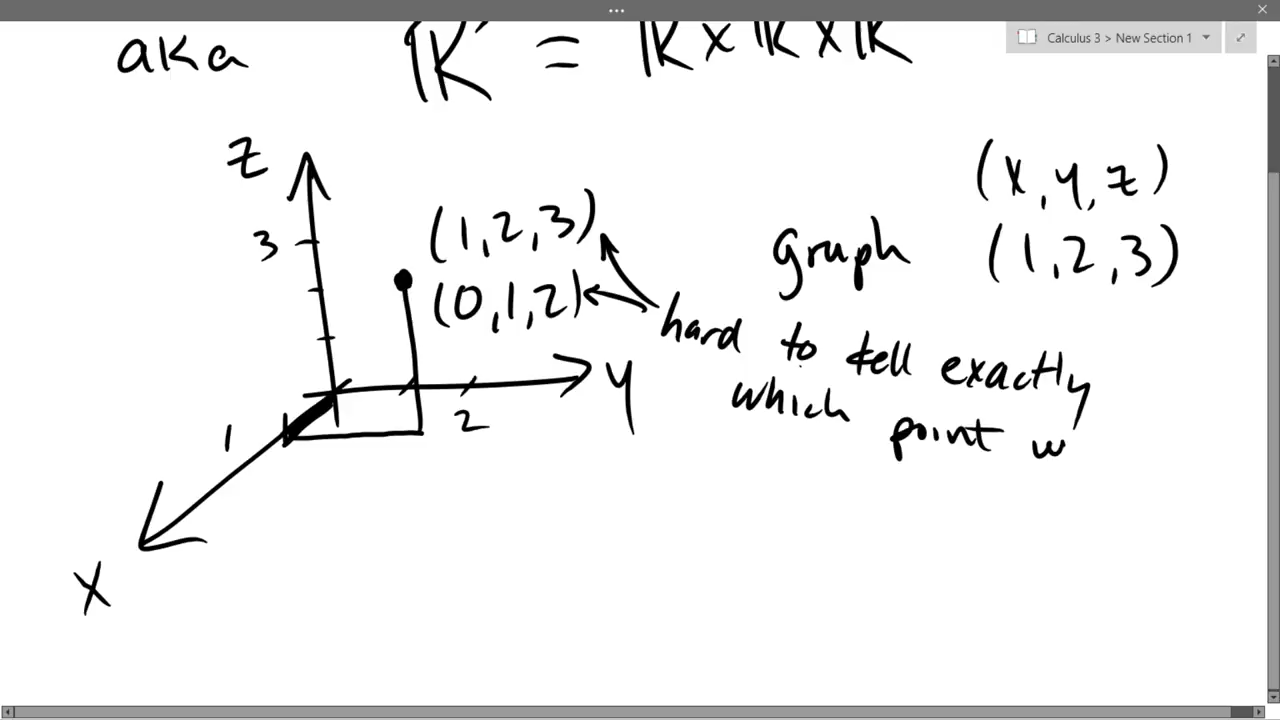 Calculus 3 > New Section 1
aka ℝ³ = ℝ x ℝ x ℝ
z
(x, y, z)
3
(1, 2, 3)
graph (1, 2, 3)
(0, 1, 2)
hard to tell exactly
which point w
y
1
2
x